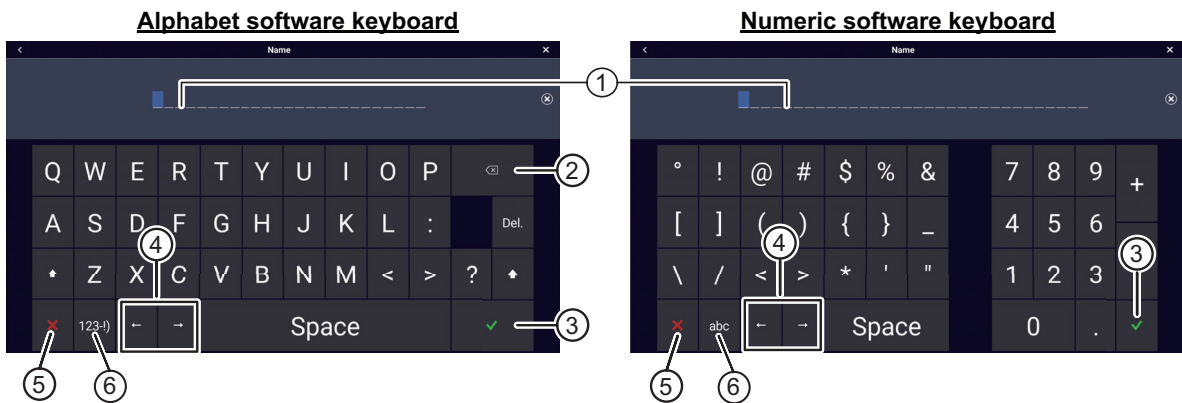 Alphabet software keyboard
< Name ×
Q W E R T Y U I O P
A S D F G H J K L : Del.
Z X C V B N M < > ?
123-!) ← → Space ✓
5 6
4
1
2
3
Numeric software keyboard
< Name ×
° ! @ # $ % & 7 8 9 +
[ ] ( ) { } _ 4 5 6
\ / < > * ' " 1 2 3
abc ← → Space 0 . ✓
4
3
5 6